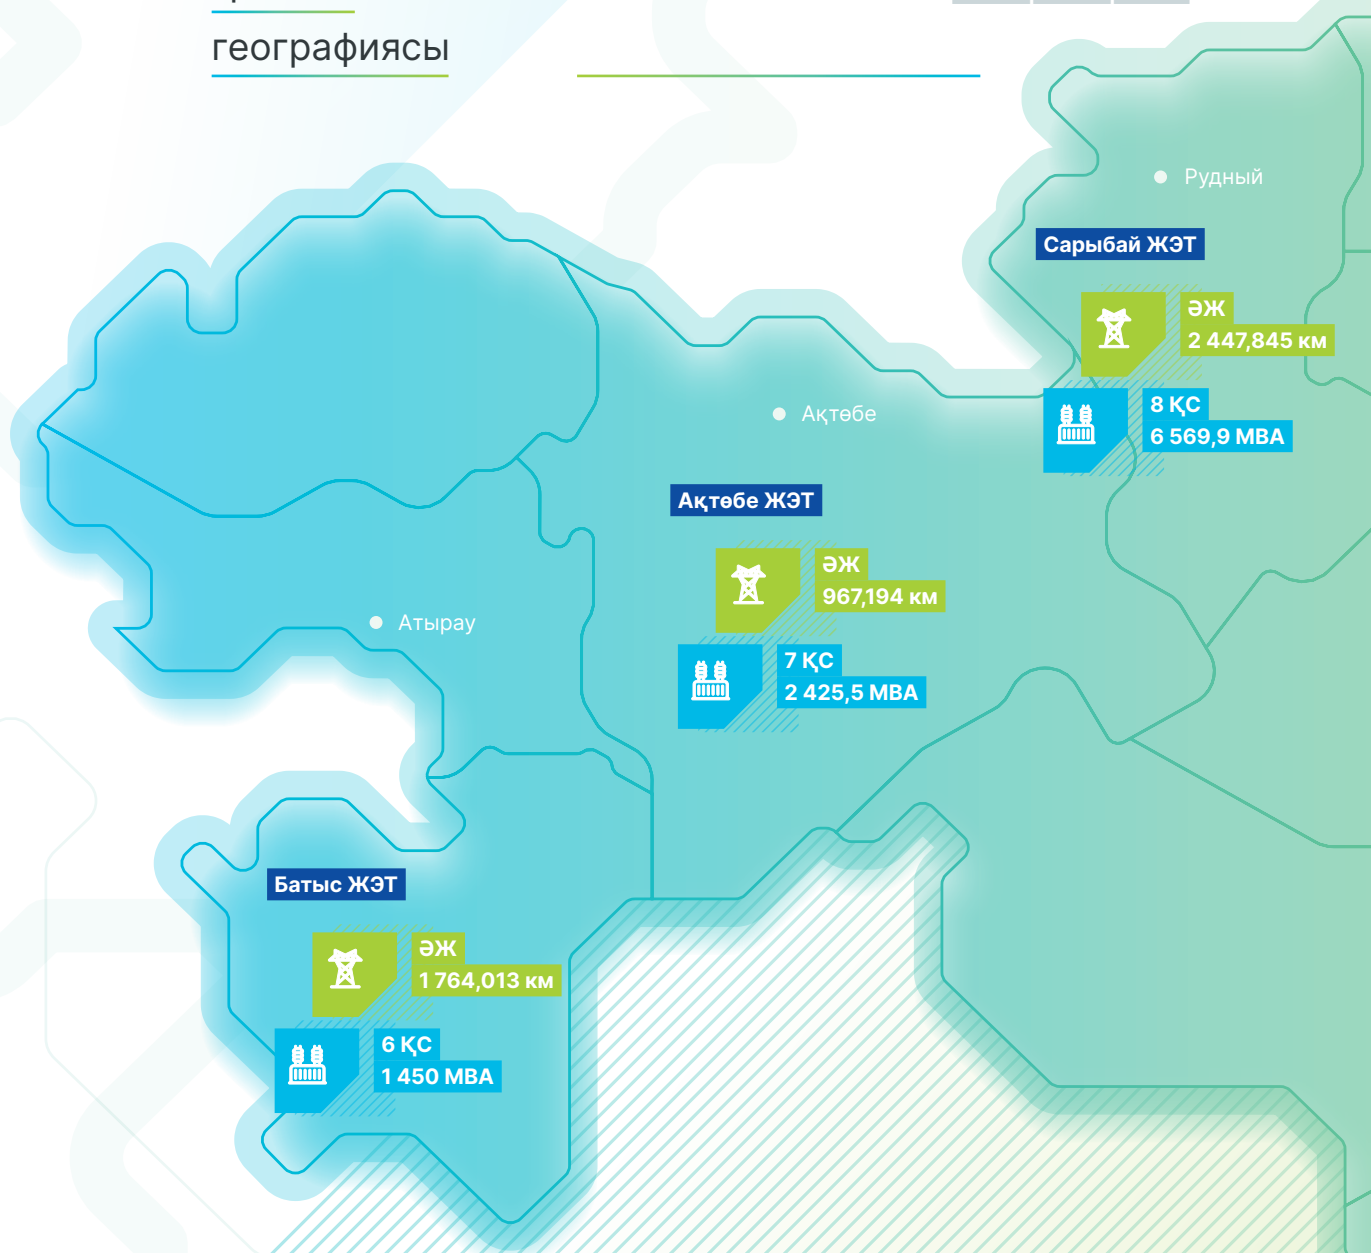 географиясы
Рудный
Сарыбай ЖЭТ
ӘЖ
2 447,845 км
8 ҚС
6 569,9 МВА
Ақтөбе
Ақтөбе ЖЭТ
ӘЖ
967,194 км
7 ҚС
2 425,5 МВА
Атырау
Батыс ЖЭТ
ӘЖ
1 764,013 км
6 ҚС
1 450 МВА